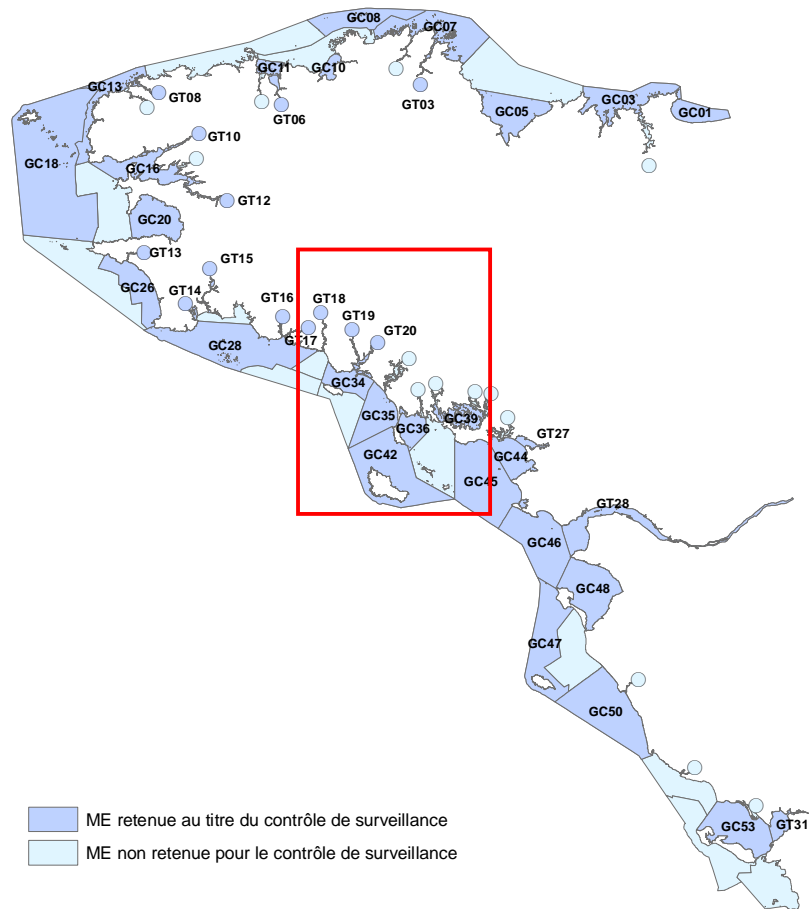 GC08
GC07
GC11
GC10
GC13
GT08
GT03
GC05
GC03
GC01
GT06
GT10
GC18
GC16
GT12
GC20
GT13
GT15
GC26
GT14
GT16
GT18
GT19
GT20
GT17
GC28
GC34
GC35
GC36
GC39
GC42
GC44
GT27
GC45
GT28
GC46
GC48
GC47
GC50
GC53
GT31
ME retenue au titre du contrôle de surveillance
ME non retenue pour le contrôle de surveillance